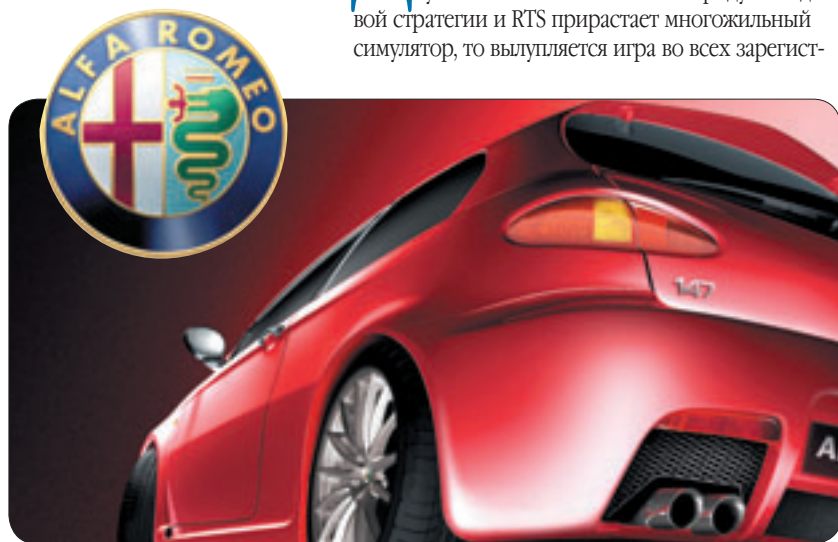 вой стратегии и RTS прирастает многожильный
симулятор, то вылупляется игра во всех зарегист-
ALFA ROMEO
147
A